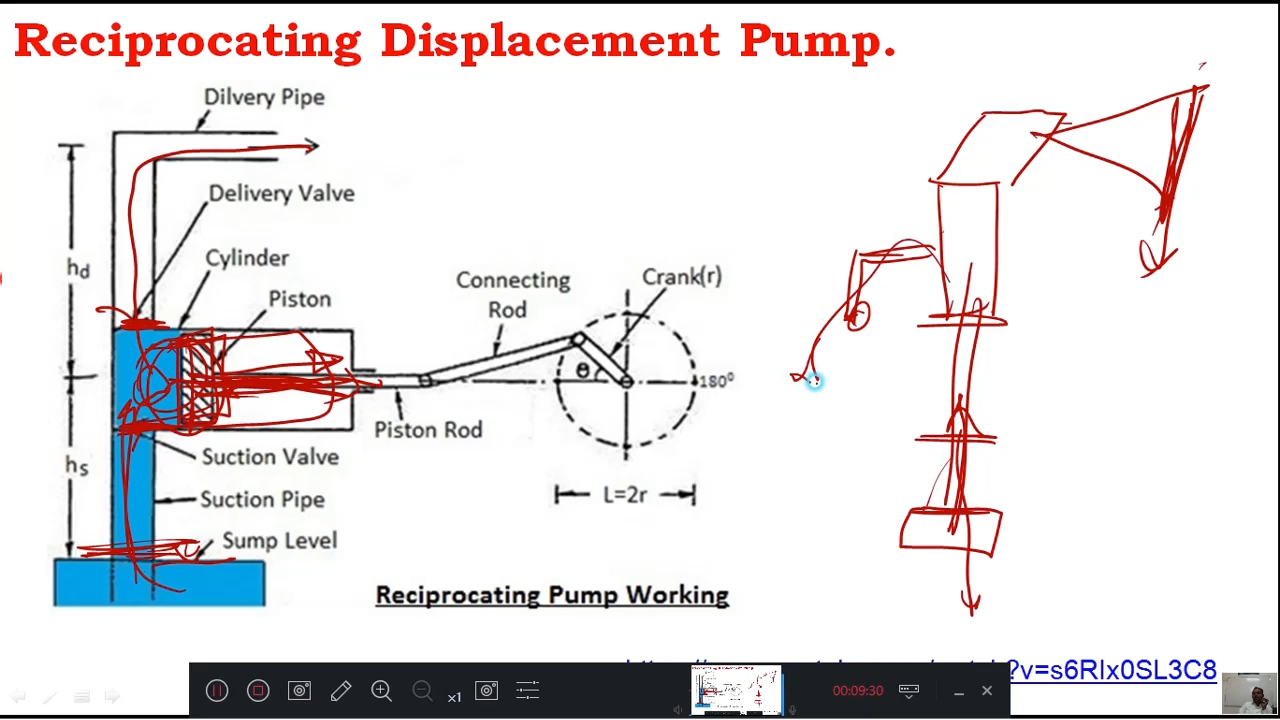 Reciprocating Displacement Pump.
Dilvery Pipe
Delivery Valve
Cylinder
hd
Piston
Connecting
Rod
Crank(r)
θ
180⁰
Piston Rod
Suction Valve
hs
Suction Pipe
L=2r
Sump Level
Reciprocating Pump Working
?v=s6RIx0SL3C8
x1
00:09:30